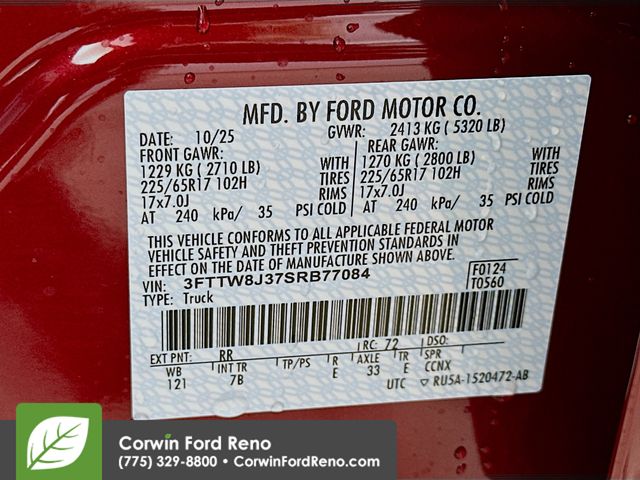 MFD. BY FORD MOTOR CO.
DATE: 10/25 GVWR: 2413 KG ( 5320 LB)
FRONT GAWR: REAR GAWR:
1229 KG ( 2710 LB) WITH 1270 KG ( 2800 LB) WITH
225/65R17 102H TIRES 225/65R17 102H TIRES
17x7.0J RIMS 17x7.0J RIMS
AT 240 kPa/ 35 PSI COLD AT 240 kPa/ 35 PSI COLD
THIS VEHICLE CONFORMS TO ALL APPLICABLE FEDERAL MOTOR
VEHICLE SAFETY AND THEFT PREVENTION STANDARDS IN
EFFECT ON THE DATE OF MANUFACTURE SHOWN ABOVE.
VIN: 3FTTW8J37SRB77084 F0124
TYPE: Truck T0560
EXT PNT: RR RC: 72 DSO:
WB INT TR TP/PS R AXLE TR SPR
121 7B E 33 E CCNX
UTC ▽ RU5A-1520472-AB
Corwin Ford Reno
(775) 329-8800 • CorwinFordReno.com